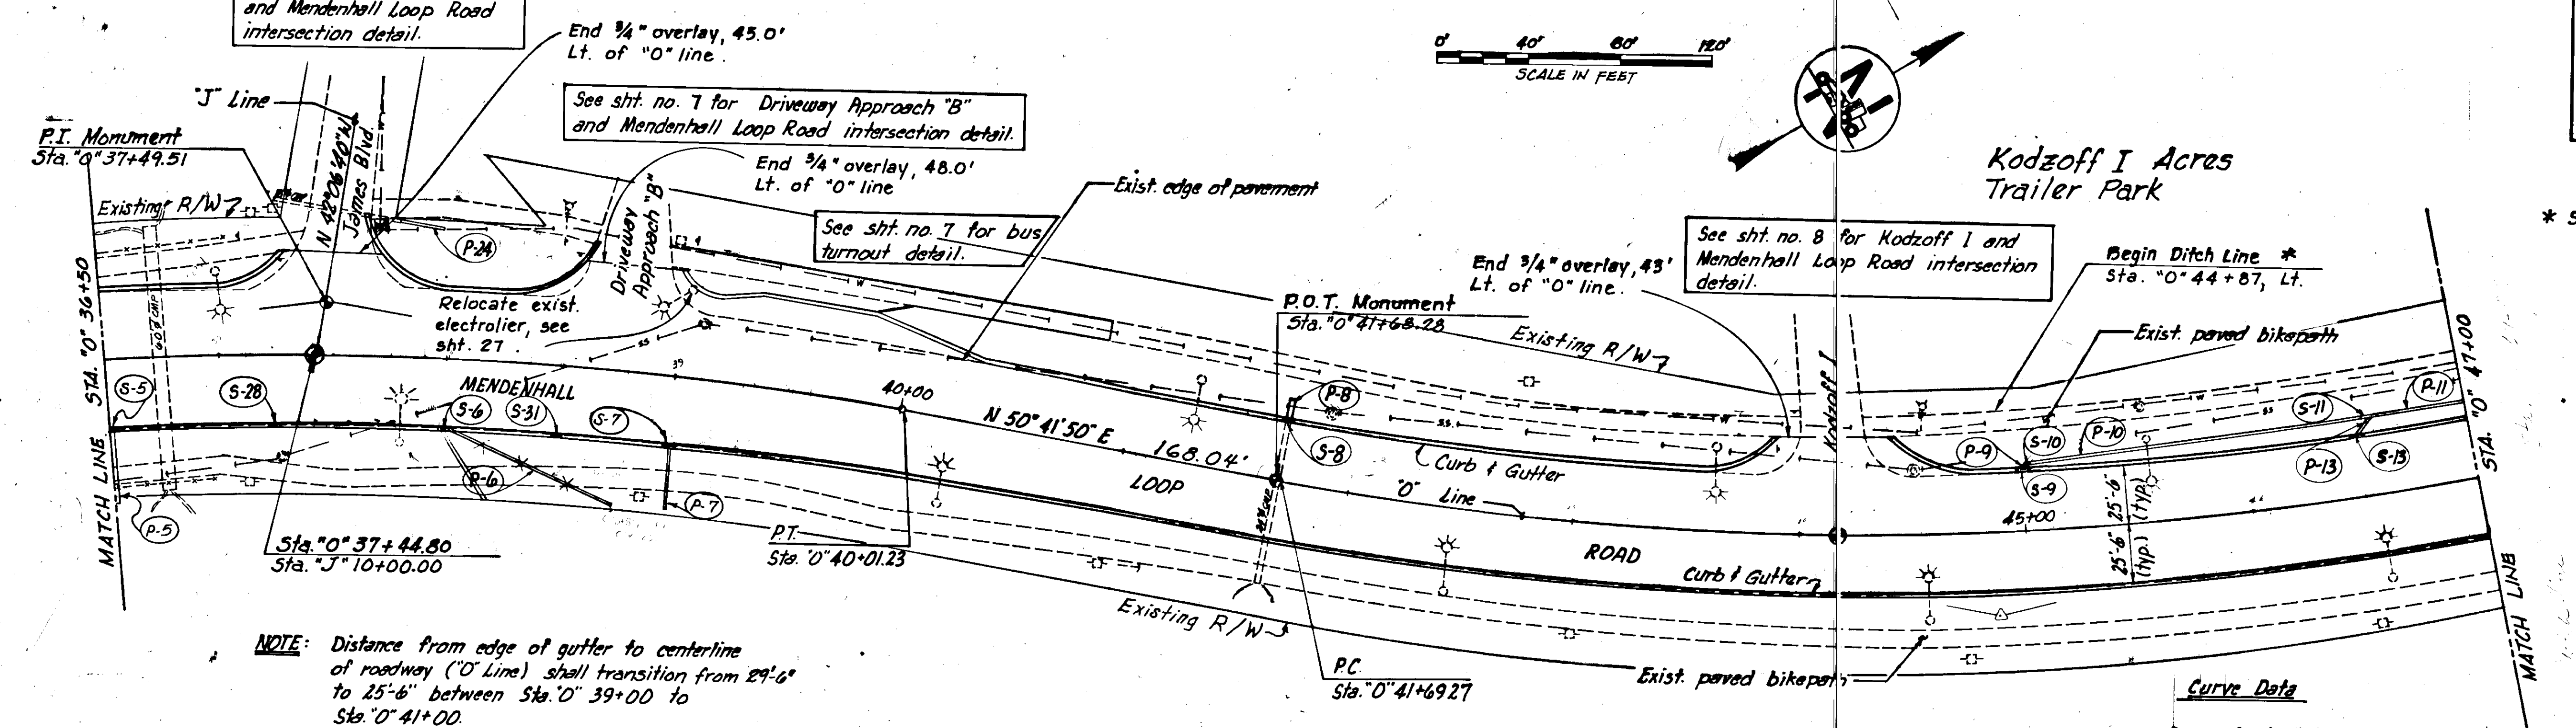 and Mendenhall Loop Road
intersection detail.
End 3/4" overlay, 45.0'
Lt. of "O" line.
0' 40' 80' 120'
SCALE IN FEET
"J" Line
See sht. no. 7 for Driveway Approach "B"
and Mendenhall Loop Road intersection detail.
P.I. Monument
Sta. "O" 37+49.51
N 42°06'40" W
James Blvd.
End 3/4" overlay, 48.0'
Lt. of "O" line
Exist. edge of pavement
Kodzoff I Acres
Trailer Park
Existing R/W
Driveway
Approach "B"
See sht. no. 7 for bus
turnout detail.
See sht. no. 8 for Kodzoff I and
Mendenhall Loop Road intersection
detail.
End 3/4" overlay, 43'
Lt. of "O" line.
Begin Ditch Line *
Sta. "O" 44+87, Lt.
* S
P-24
Relocate exist.
electrolier, see
sht. 27.
P.O.T. Monument
Sta. "O" 41+68.28
Existing R/W
Exist. paved bikepath
Kodzoff I
MATCH LINE STA. "O" 36+50
MATCH LINE STA. "O" 47+00
S-5
S-28
MENDENHALL
S-6
S-31
S-7
39
40+00
N 50° 41' 50" E
168.04'
LOOP
P-8
S-8
Curb & Gutter
"O" Line
P-9
S-10
P-10
S-9
S-11
P-11
P-13
S-13
45+00
25'-6" 25'-6"
(typ.) (typ.)
P-5
P-6
P-7
Sta. "O" 37+44.80
Sta. "J" 10+00.00
P.T.
Sta. "O" 40+01.23
ROAD
Curb & Gutter
Existing R/W
P.C.
Sta. "O" 41+69.27
Exist. paved bikepath
Curve Data
NOTE: Distance from edge of gutter to centerline
of roadway ("O" Line) shall transition from 29'-6"
to 25'-6" between Sta. "O" 39+00 to
Sta. "O" 41+00.